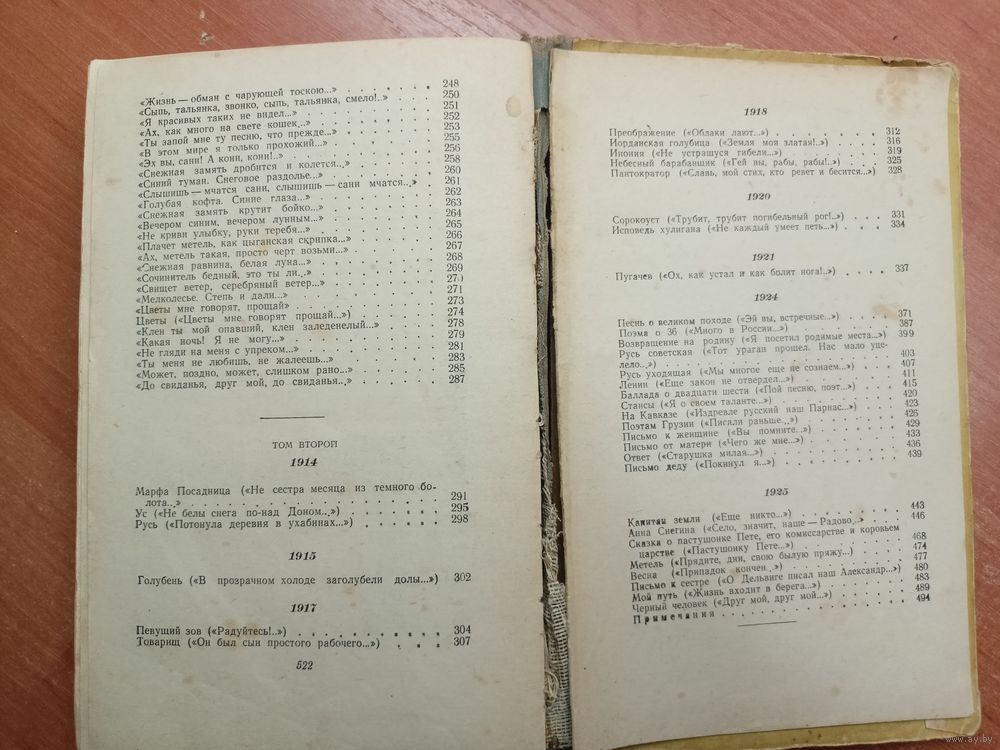 «Жизнь — обман с чарующей тоскою...» . . . . . . 248
«Сыпь, тальянка, звонко, сыпь, тальянка, смело!..» . 250
«Я красивых таких не видел...» . . . . . . . . 251
«Ах, как много на свете кошек...» . . . . . . . 252
«Ты запой мне ту песню, что прежде...» . . . . . 253
«В этом мире я только прохожий...» . . . . . . 255
«Эх вы, сани! А кони, кони!..» . . . . . . . . 256
«Снежная замять дробится и колется...» . . . . . 258
«Синий туман. Снеговое раздолье...» . . . . . . 260
«Слышишь — мчатся сани, слышишь — сани мчатся...» . 261
«Голубая кофта. Синие глаза...» . . . . . . . . 262
«Снежная замять крутит бойко...» . . . . . . . 263
«Вечером синим, вечером лунным...» . . . . . . 264
«Не криви улыбку, руки теребя...» . . . . . . . 265
«Плачет метель, как цыганская скрипка...» . . . . 266
«Ах, метель такая, просто черт возьми...» . . . . 267
«Снежная равнина, белая луна...» . . . . . . . 268
«Сочинитель бедный, это ты ли...» . . . . . . . 269
«Свищет ветер, серебряный ветер...» . . . . . . 270
«Мелколесье. Степь и дали...» . . . . . . . . 271
«Цветы мне говорят, прощай» . . . . . . . . . 273
Цветы («Цветы мне говорят прощай...») . . . . . 274
«Клен ты мой опавший, клен заледенелый...» . . . 278
«Какая ночь! Я не могу...» . . . . . . . . . 279
«Не гляди на меня с упреком...» . . . . . . . 281
«Ты меня не любишь, не жалеешь...» . . . . . . 283
«Может, поздно, может, слишком рано...» . . . . . 285
«До свиданья, друг мой, до свиданья...» . . . . . 287
ТОМ ВТОРОЙ
1914
Марфа Посадница («Не сестра месяца из темного бо-
лота...» . . . . . . . . . . . . . . . 291
Ус («Не белы снега по-над Доном...») . . . . . . 295
Русь («Потонула деревня в ухабинах...») . . . . . 298
1915
Голубень («В прозрачном холоде заголубели долы...») 302
1917
Певущий зов («Радуйтесь!..») . . . . . . . . . 304
Товарищ («Он был сын простого рабочего...») . . . 307
522
1918
Преображение («Облаки лают...») . . . . . . . 312
Иорданская голубица («Земля моя златая!..») . . . 316
Инония («Не устрашуся гибели...») . . . . . . . 319
Небесный барабанщик («Гей вы, рабы, рабы!..») . . 325
Пантократор («Славь, мой стих, кто ревет и бесится...») 328
1920
Сорокоуст («Трубит, трубит погибельный рог!..») . . . 331
Исповедь хулигана («Не каждый умеет петь...») . . . 334
1921
Пугачев («Ох, как устал и как болит нога!..») . . . . 337
1924
Песнь о великом походе («Эй вы, встречные...») . . . 371
Поэма о 36 («Много в России...») . . . . . . . 387
Возвращение на родину («Я посетил родимые места...») 399
Русь советская («Тот ураган прошел. Нас мало уце-
лело...») . . . . . . . . . . . . . . . 403
Русь уходящая («Мы многое еще не сознаем...») . . . 407
Ленин («Еще закон не отвердел...») . . . . . . . 411
Баллада о двадцати шести («Пой песню, поэт...») . . . 415
Стансы («Я о своем таланте...») . . . . . . . . 420
На Кавказе («Издревле русский наш Парнас...») . . . 423
Поэтам Грузии («Писали раньше...») . . . . . . . 426
Письмо к женщине («Вы помните...») . . . . . . . 429
Письмо от матери («Чего же мне...») . . . . . . . 433
Ответ («Старушка милая...») . . . . . . . . . 436
Письмо деду («Покинул я...») . . . . . . . . . 439
1925
Капитан земли («Еще никто...») . . . . . . . . 443
Анна Снегина («Село, значит, наше — Радово...» . . . 446
Сказка о пастушонке Пете, его комиссарстве и коровьем
царстве («Пастушонку Пете...») . . . . . . . 468
Метель («Прядите, дни, свою былую пряжу...») . . . 474
Весна («Припадок кончен...») . . . . . . . . . 477
Письмо к сестре («О Дельвиге писал наш Александр...») 480
Мой путь («Жизнь входит в берега...») . . . . . . 483
Черный человек («Друг мой, друг мой...») . . . . . 489
Примечания . . . . . . . . . . . . . . 494
www.ay.by